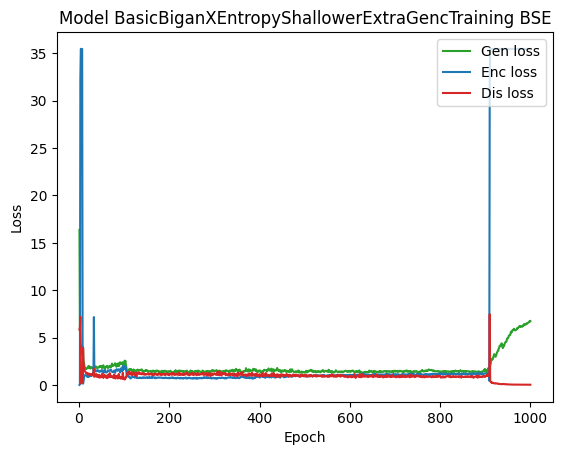 Model BasicBiganXEntropyShallowerExtraGencTraining BSE
Gen loss
Enc loss
Dis loss
35
30
25
20
15
10
5
0
Loss
0 200 400 600 800 1000
Epoch